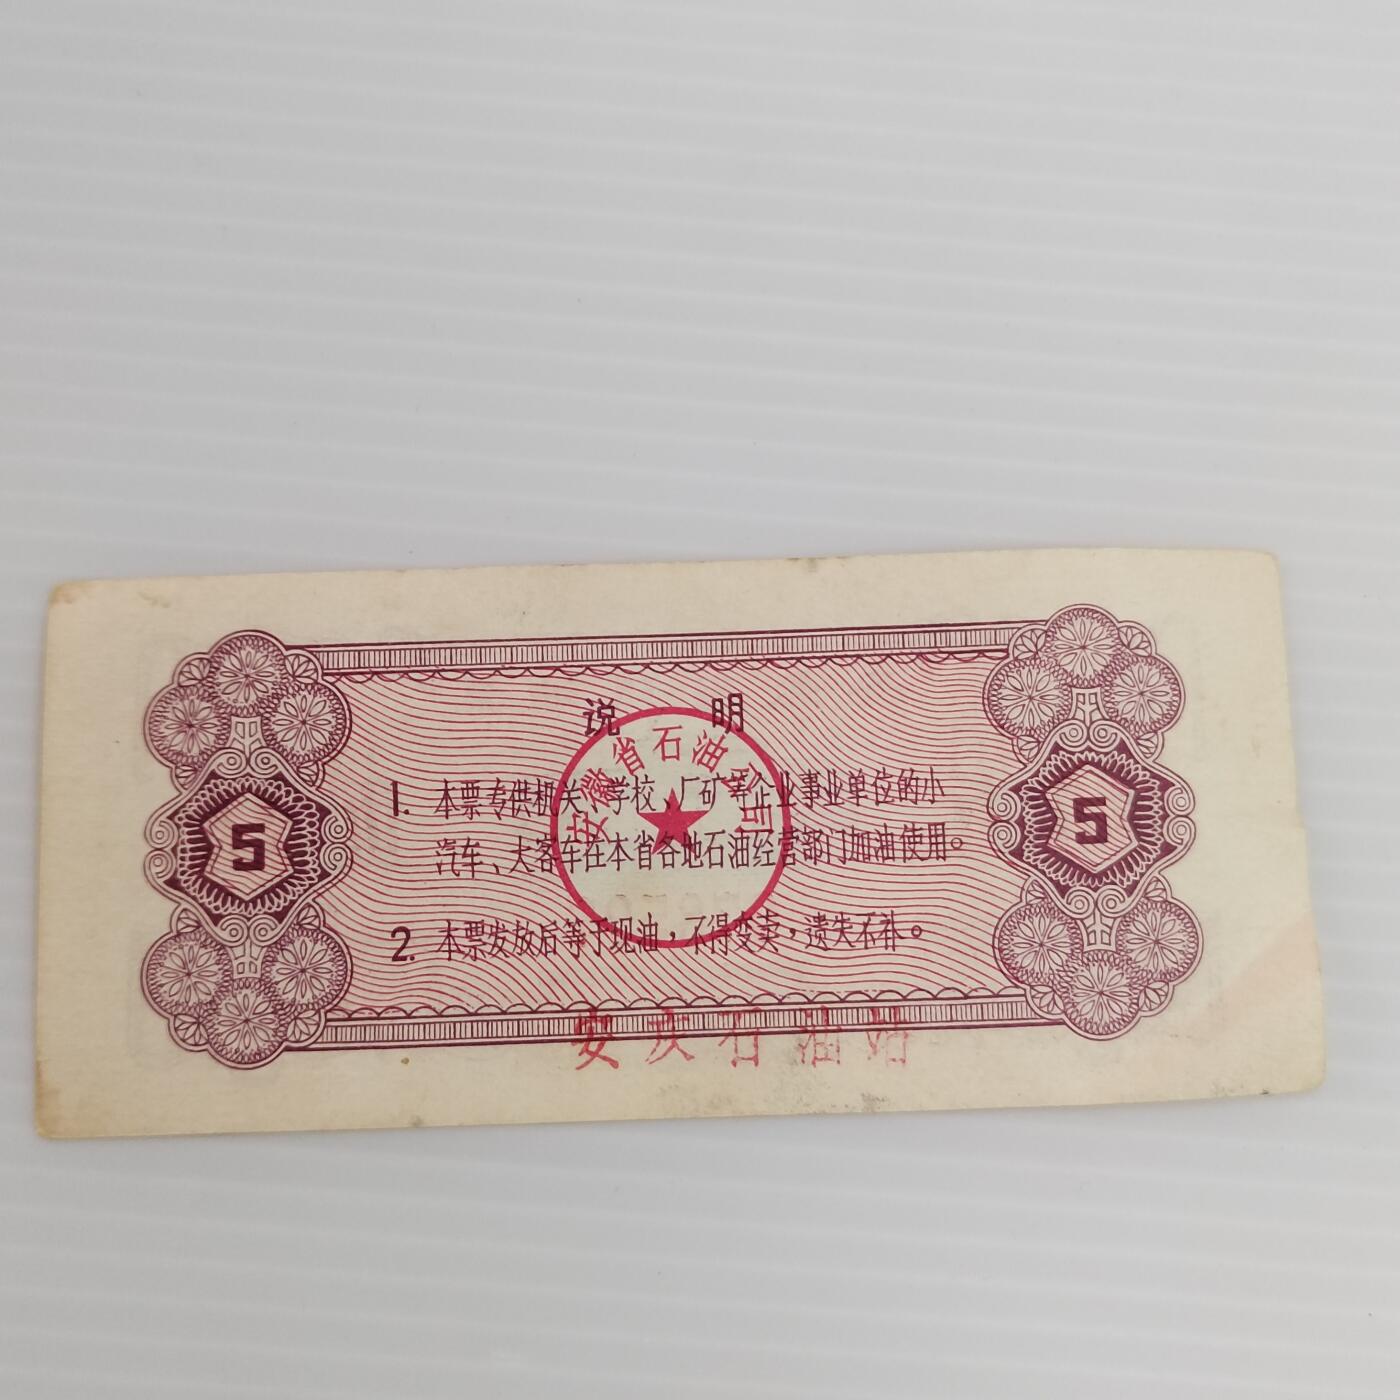 说 明
安徽省石油公司
1. 本票专供机关、学校、厂矿等企业事业单位的小
汽车、大客车在本省各地石油经营部门加油使用。
5
5
2. 本票发放后等于现油，不得变卖，遗失不补。
安庆石油站